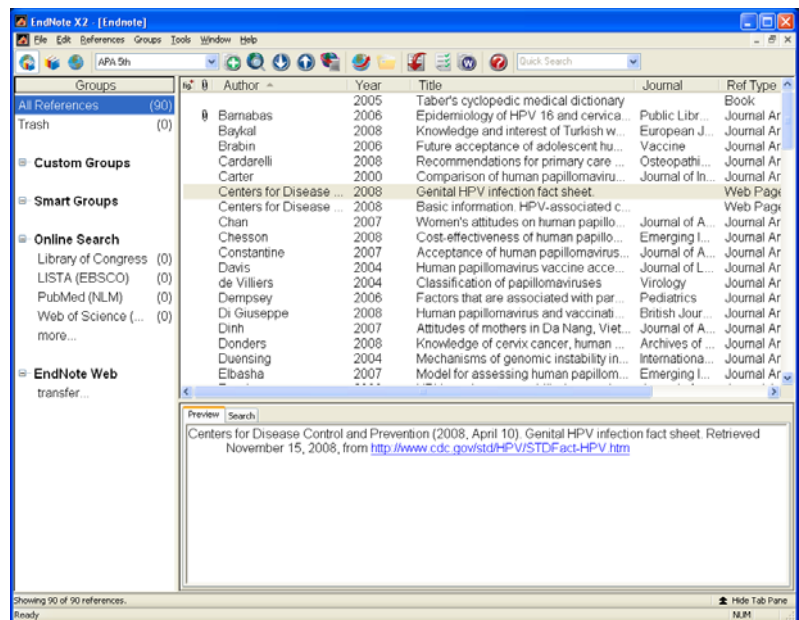 EndNote X2 - [Endnote]
File Edit References Groups Tools Window Help
APA 5th Quick Search
Groups Author Year Title Journal Ref Type
All References (90)
Trash (0)
Custom Groups
Smart Groups
Online Search
Library of Congress (0)
LISTA (EBSCO) (0)
PubMed (NLM) (0)
Web of Science (... (0)
more...
EndNote Web
transfer...
2005 Taber's cyclopedic medical dictionary Book
Barnabas 2006 Epidemiology of HPV 16 and cervica... Public Libr... Journal Ar
Baykal 2008 Knowledge and interest of Turkish w... European J... Journal Ar
Brabin 2006 Future acceptance of adolescent hu... Vaccine Journal Ar
Cardarelli 2008 Recommendations for primary care ... Osteopathi... Journal Ar
Carter 2000 Comparison of human papillomaviru... Journal of In... Journal Ar
Centers for Disease ... 2008 Genital HPV infection fact sheet. Web Page
Centers for Disease ... 2008 Basic information. HPV-associated c... Web Page
Chan 2007 Women's attitudes on human papillo... Journal of A... Journal Ar
Chesson 2008 Cost-effectiveness of human papillo... Emerging I... Journal Ar
Constantine 2007 Acceptance of human papillomavirus... Journal of A... Journal Ar
Davis 2004 Human papillomavirus vaccine acce... Journal of L... Journal Ar
de Villiers 2004 Classification of papillomaviruses Virology Journal Ar
Dempsey 2006 Factors that are associated with par... Pediatrics Journal Ar
Di Giuseppe 2008 Human papillomavirus and vaccinati... British Jour... Journal Ar
Dinh 2007 Attitudes of mothers in Da Nang, Viet... Journal of A... Journal Ar
Donders 2008 Knowledge of cervix cancer, human ... Archives of ... Journal Ar
Duensing 2004 Mechanisms of genomic instability in... Internationa... Journal Ar
Elbasha 2007 Model for assessing human papillom... Emerging I... Journal Ar
Preview Search
Centers for Disease Control and Prevention (2008, April 10). Genital HPV infection fact sheet. Retrieved
November 15, 2008, from http://www.cdc.gov/std/HPV/STDFact-HPV.htm
Showing 90 of 90 references. Hide Tab Pane
Ready NUM